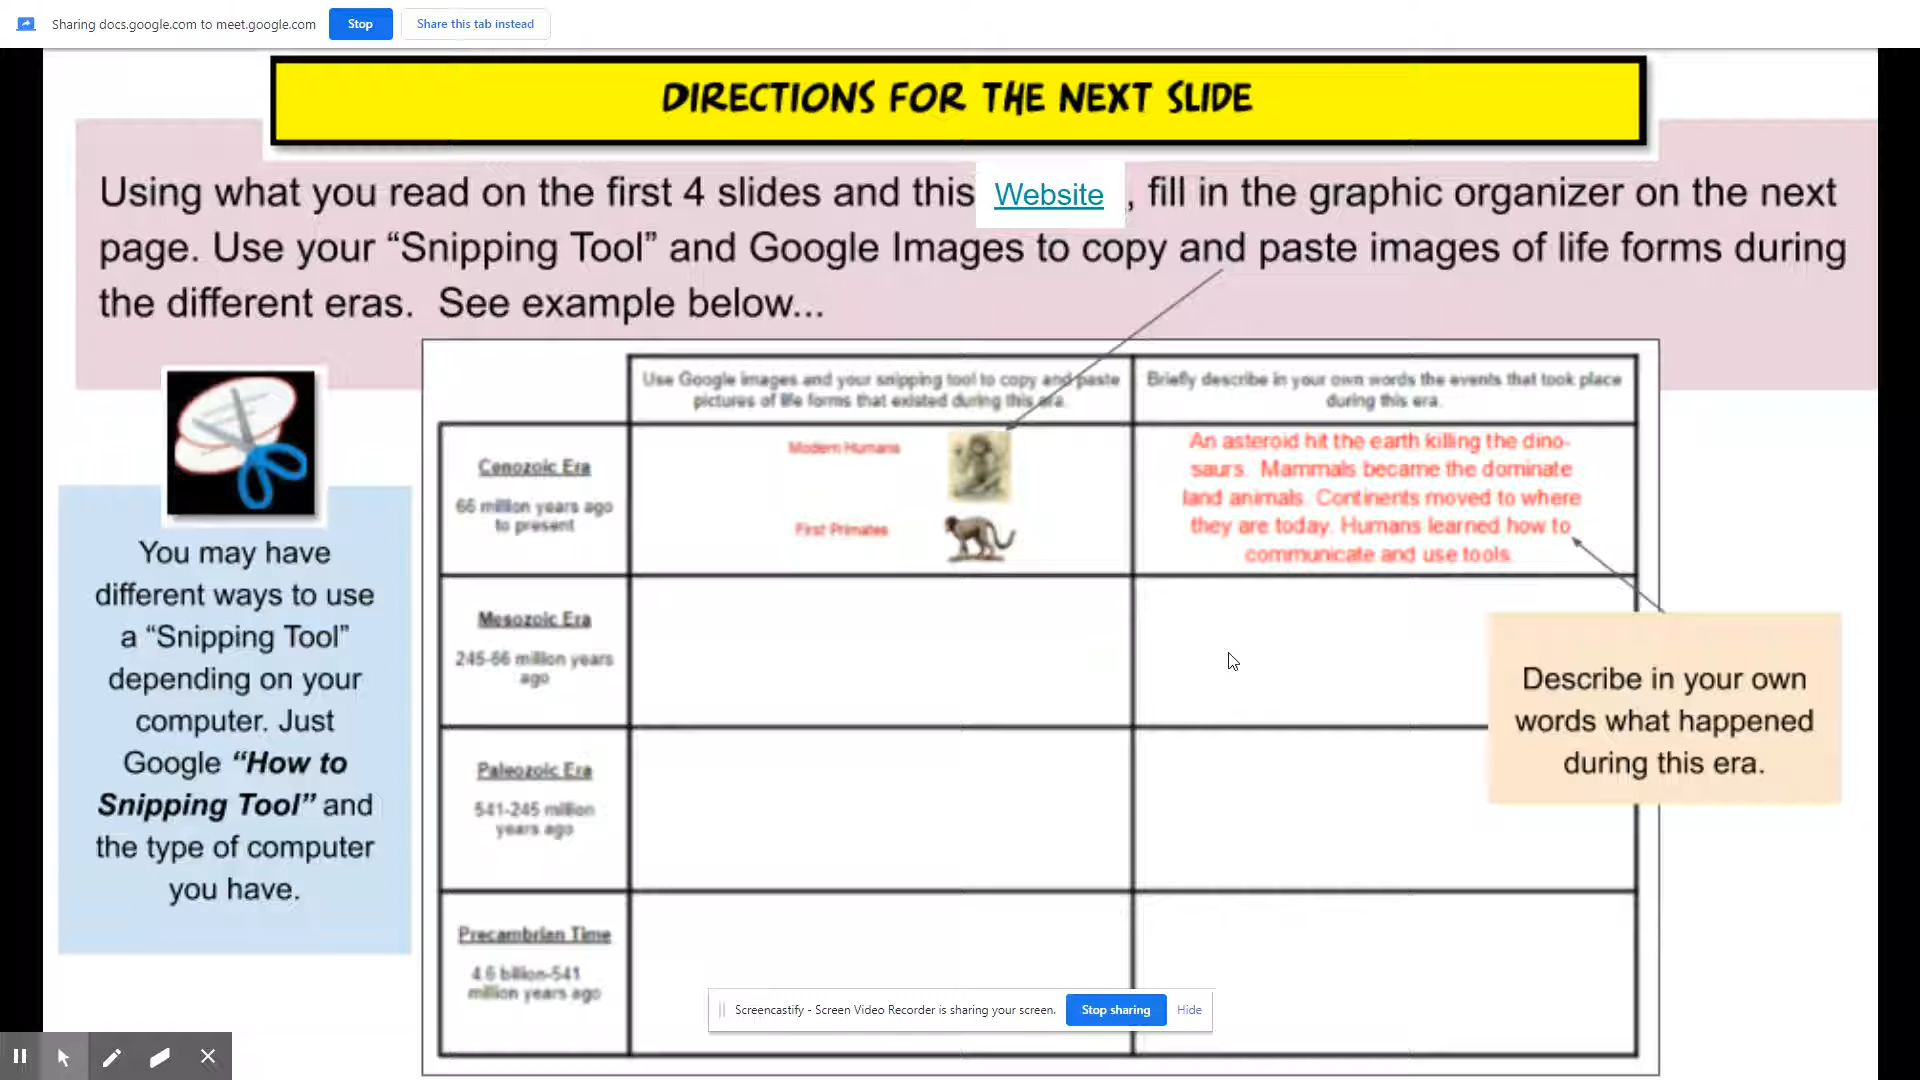 Sharing docs.google.com to meet.google.com Stop Share this tab instead
DIRECTIONS FOR THE NEXT SLIDE
Using what you read on the first 4 slides and this Website , fill in the graphic organizer on the next
page. Use your “Snipping Tool” and Google Images to copy and paste images of life forms during
the different eras. See example below...
You may have
different ways to use
a “Snipping Tool”
depending on your
computer. Just
Google “How to
Snipping Tool” and
the type of computer
you have.
Use Google images and your snipping tool to copy and paste
pictures of life forms that existed during this era.
Briefly describe in your own words the events that took place
during this era.
Cenozoic Era
66 million years ago
to present
Modern Humans
First Primates
An asteroid hit the earth killing the dino-
saurs. Mammals became the dominate
land animals. Continents moved to where
they are today. Humans learned how to
communicate and use tools.
Mesozoic Era
245-66 million years
ago
Describe in your own
words what happened
during this era.
Paleozoic Era
541-245 million
years ago
Precambrian Time
4.6 billion-541
million years ago
Screencastify - Screen Video Recorder is sharing your screen. Stop sharing Hide